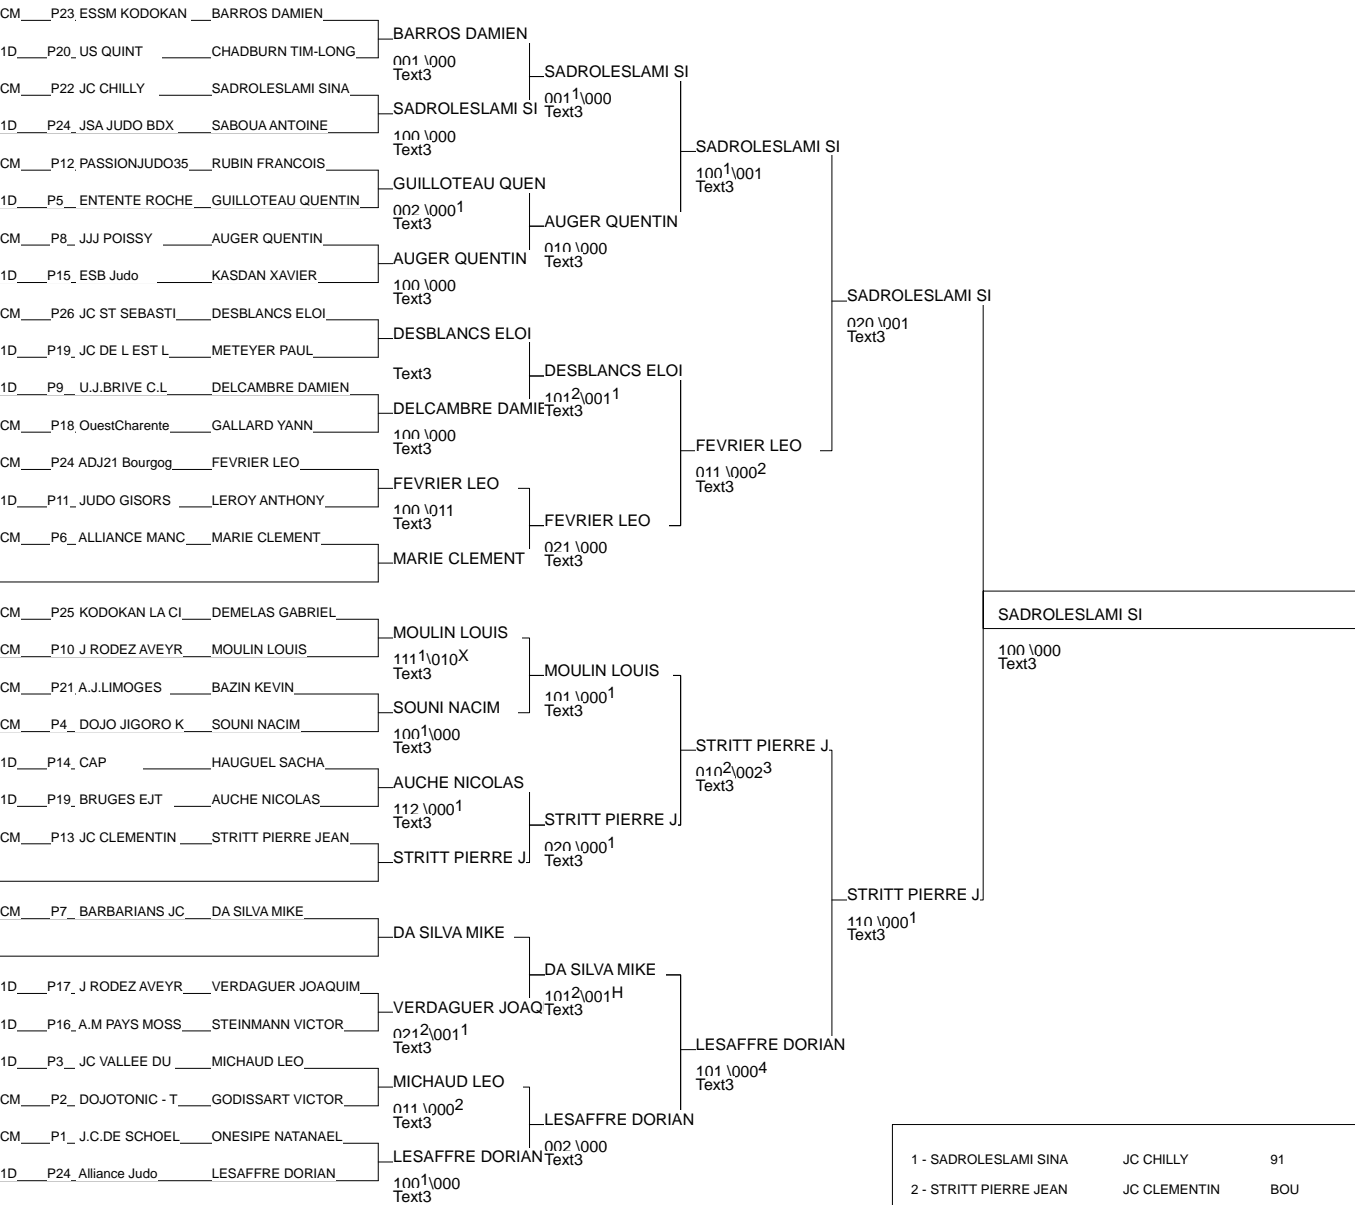 CM P23 ESSM KODOKAN BARROS DAMIEN
1D P20 US QUINT CHADBURN TIM-LONG
CM P22 JC CHILLY SADROLESLAMI SINA
1D P24 JSA JUDO BDX SABOUA ANTOINE
CM P12 PASSIONJUDO35 RUBIN FRANCOIS
1D P5 ENTENTE ROCHE GUILLOTEAU QUENTIN
CM P8 JJJ POISSY AUGER QUENTIN
1D P15 ESB Judo KASDAN XAVIER
CM P26 JC ST SEBASTI DESBLANCS ELOI
1D P19 JC DE L EST L METEYER PAUL
1D P9 U.J.BRIVE C.L DELCAMBRE DAMIEN
CM P18 OuestCharente GALLARD YANN
CM P24 ADJ21 Bourgog FEVRIER LEO
1D P11 JUDO GISORS LEROY ANTHONY
CM P6 ALLIANCE MANC MARIE CLEMENT
CM P25 KODOKAN LA CI DEMELAS GABRIEL
CM P10 J RODEZ AVEYR MOULIN LOUIS
CM P21 A.J.LIMOGES BAZIN KEVIN
CM P4 DOJO JIGORO K SOUNI NACIM
1D P14 CAP HAUGUEL SACHA
1D P19 BRUGES EJT AUCHE NICOLAS
CM P13 JC CLEMENTIN STRITT PIERRE JEAN
CM P7 BARBARIANS JC DA SILVA MIKE
1D P17 J RODEZ AVEYR VERDAGUER JOAQUIM
1D P16 A.M PAYS MOSS STEINMANN VICTOR
1D P3 JC VALLEE DU MICHAUD LEO
CM P2 DOJOTONIC - T GODISSART VICTOR
CM P1 J.C.DE SCHOEL ONESIPE NATANAEL
1D P24 Alliance Judo LESAFFRE DORIAN
BARROS DAMIEN
001 \000
Text3
SADROLESLAMI SI
100 \000
Text3
GUILLOTEAU QUEN
002 \0001
Text3
AUGER QUENTIN
100 \000
Text3
DESBLANCS ELOI
Text3
DELCAMBRE DAMIE
100 \000
Text3
FEVRIER LEO
100 \011
Text3
MARIE CLEMENT
MOULIN LOUIS
1111\010X
Text3
SOUNI NACIM
1001\000
Text3
AUCHE NICOLAS
112 \0001
Text3
STRITT PIERRE J
DA SILVA MIKE
VERDAGUER JOAQ
0212\0011
Text3
MICHAUD LEO
011 \0002
Text3
LESAFFRE DORIAN
1001\000
Text3
SADROLESLAMI SI
0011\000
Text3
AUGER QUENTIN
010 \000
Text3
DESBLANCS ELOI
1012\0011
Text3
FEVRIER LEO
021 \000
Text3
MOULIN LOUIS
101 \0001
Text3
STRITT PIERRE J
020 \0001
Text3
DA SILVA MIKE
1012\001H
Text3
LESAFFRE DORIAN
002 \000
Text3
SADROLESLAMI SI
1001\001
Text3
FEVRIER LEO
011 \0002
Text3
STRITT PIERRE J
0102\0023
Text3
LESAFFRE DORIAN
101 \0004
Text3
SADROLESLAMI SI
020 \001
Text3
STRITT PIERRE J
110 \0001
Text3
SADROLESLAMI SI
100 \000
Text3
1 - SADROLESLAMI SINA JC CHILLY 91
2 - STRITT PIERRE JEAN JC CLEMENTIN BOU